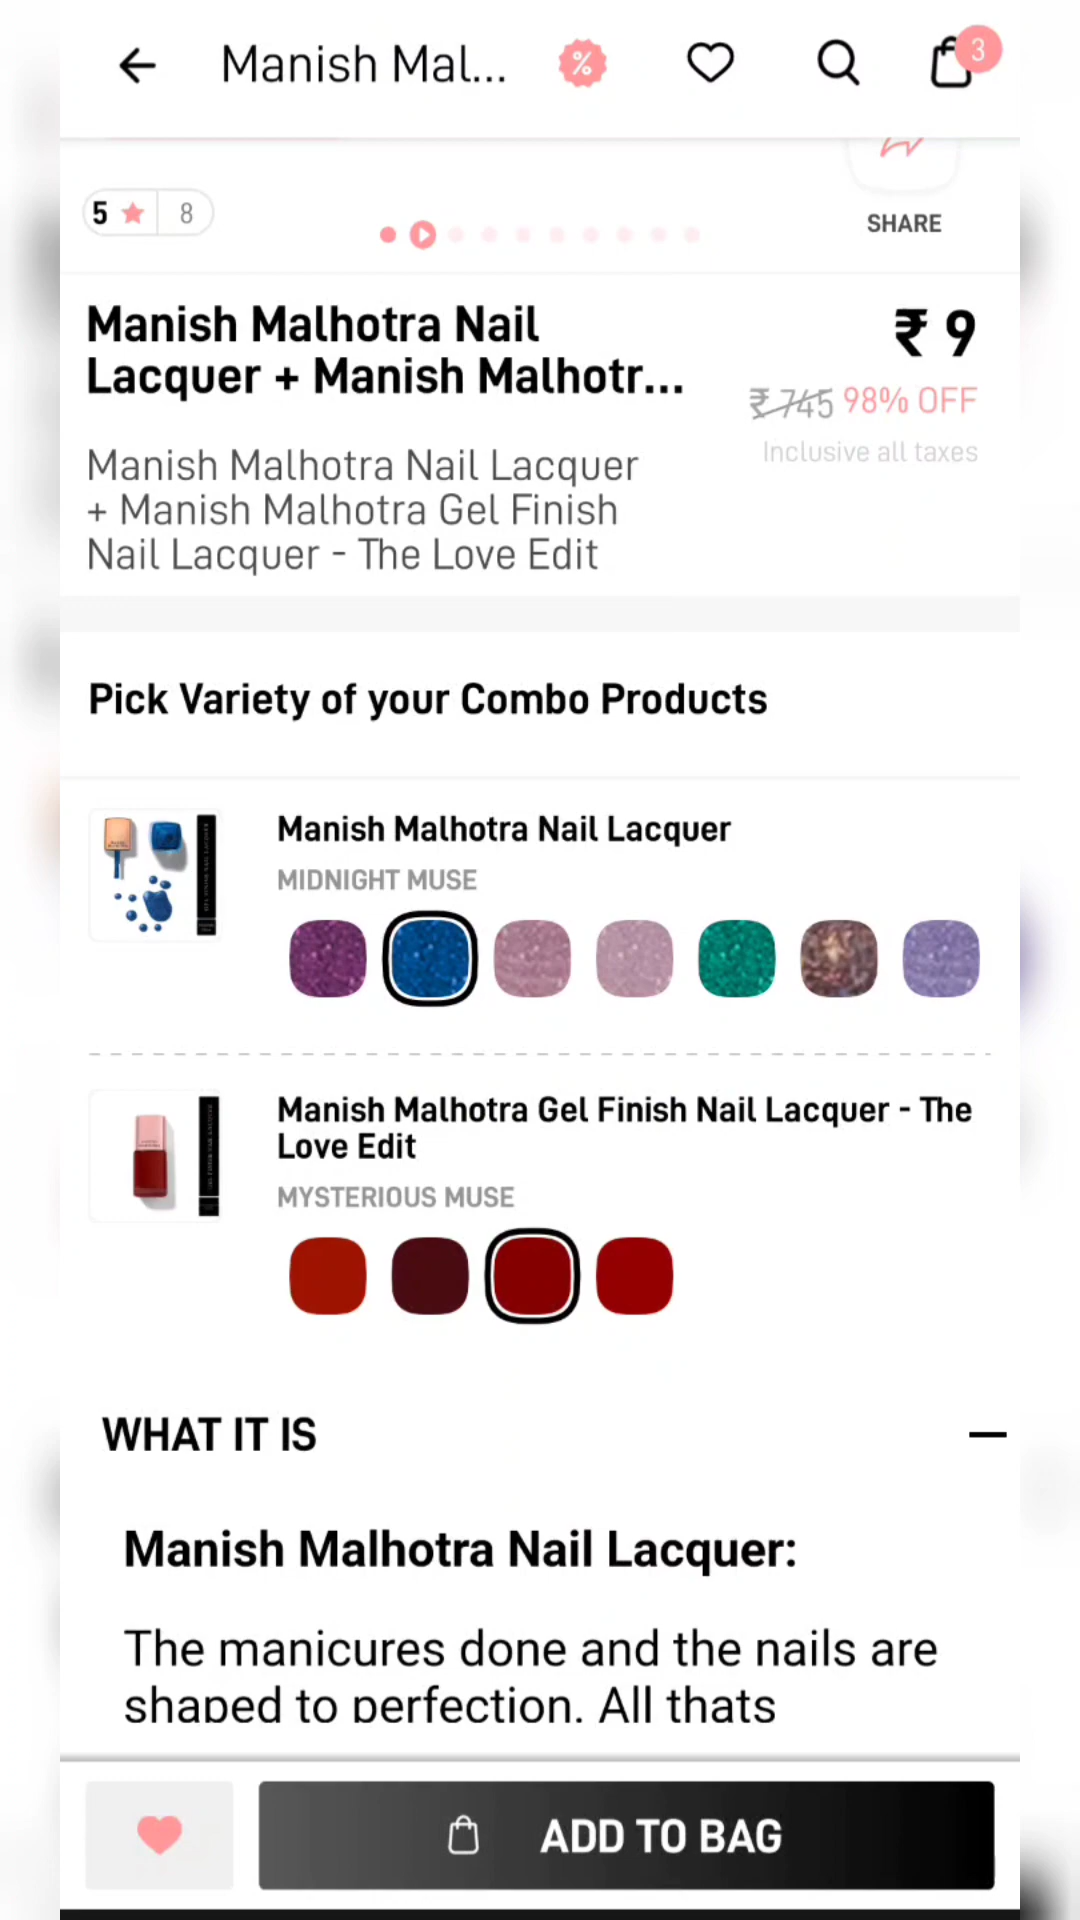 Manish Mal...
%
3
5 ★ 8
SHARE
Manish Malhotra Nail
Lacquer + Manish Malhotr...
₹ 9
₹ 745 98% OFF
Inclusive all taxes
Manish Malhotra Nail Lacquer
+ Manish Malhotra Gel Finish
Nail Lacquer - The Love Edit
Pick Variety of your Combo Products
Manish Malhotra Nail Lacquer
MIDNIGHT MUSE
Manish Malhotra Gel Finish Nail Lacquer - The
Love Edit
MYSTERIOUS MUSE
WHAT IT IS
Manish Malhotra Nail Lacquer:
The manicures done and the nails are
shaped to perfection. All thats
ADD TO BAG